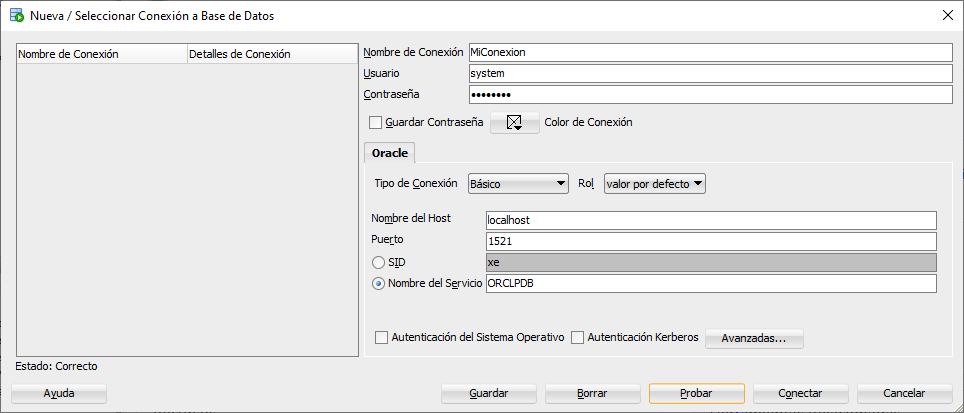 Nueva / Seleccionar Conexión a Base de Datos
Nombre de Conexión Detalles de Conexión
Nombre de Conexión MiConexion
Usuario system
Contraseña ••••••••
Guardar Contraseña Color de Conexión
Oracle
Tipo de Conexión Básico Rol valor por defecto
Nombre del Host localhost
Puerto 1521
SID xe
Nombre del Servicio ORCLPDB
Autenticación del Sistema Operativo Autenticación Kerberos Avanzadas...
Estado: Correcto
Ayuda Guardar Borrar Probar Conectar Cancelar